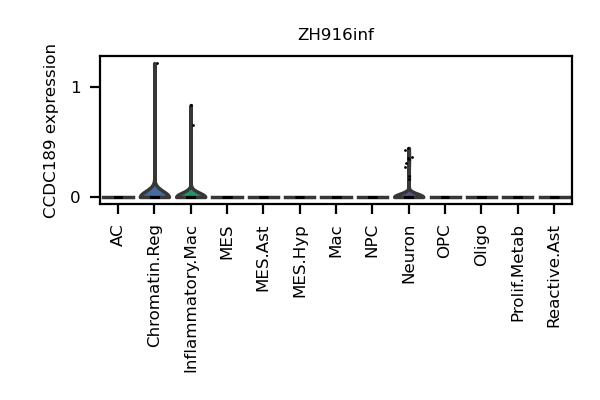 ZH916inf
CCDC189 expression
1
0
AC
Chromatin.Reg
Inflammatory.Mac
MES
MES.Ast
MES.Hyp
Mac
NPC
Neuron
OPC
Oligo
Prolif.Metab
Reactive.Ast